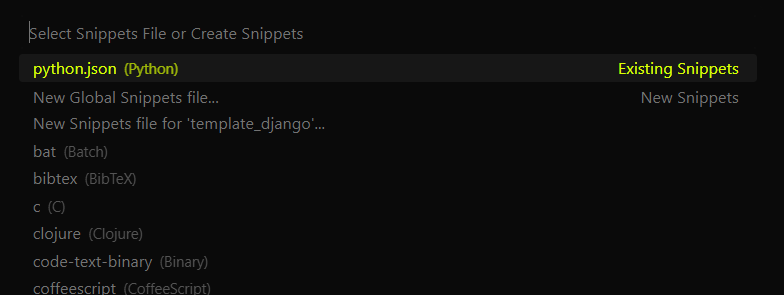 Select Snippets File or Create Snippets
python.json (Python) Existing Snippets
New Global Snippets file... New Snippets
New Snippets file for 'template_django'...
bat (Batch)
bibtex (BibTeX)
c (C)
clojure (Clojure)
code-text-binary (Binary)
coffeescript (CoffeeScript)